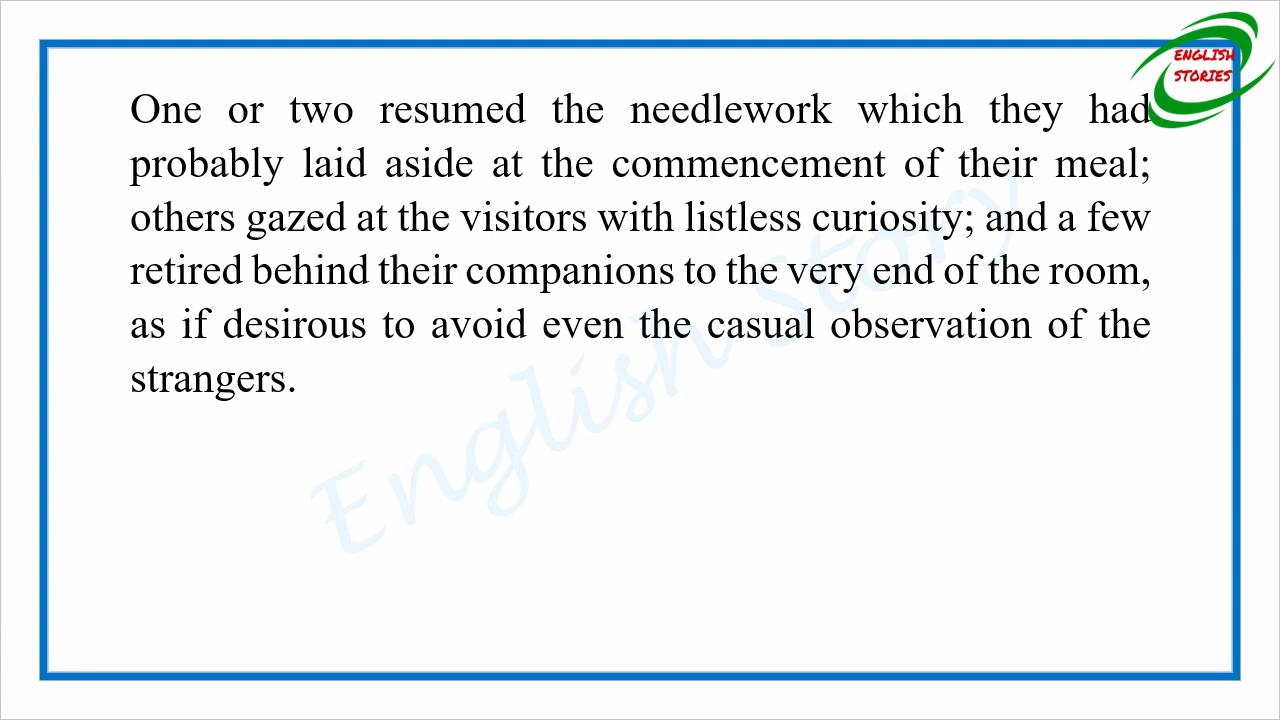 ENGLISH
STORIES
One or two resumed the needlework which they had
probably laid aside at the commencement of their meal;
others gazed at the visitors with listless curiosity; and a few
retired behind their companions to the very end of the room,
as if desirous to avoid even the casual observation of the
strangers.
English Story